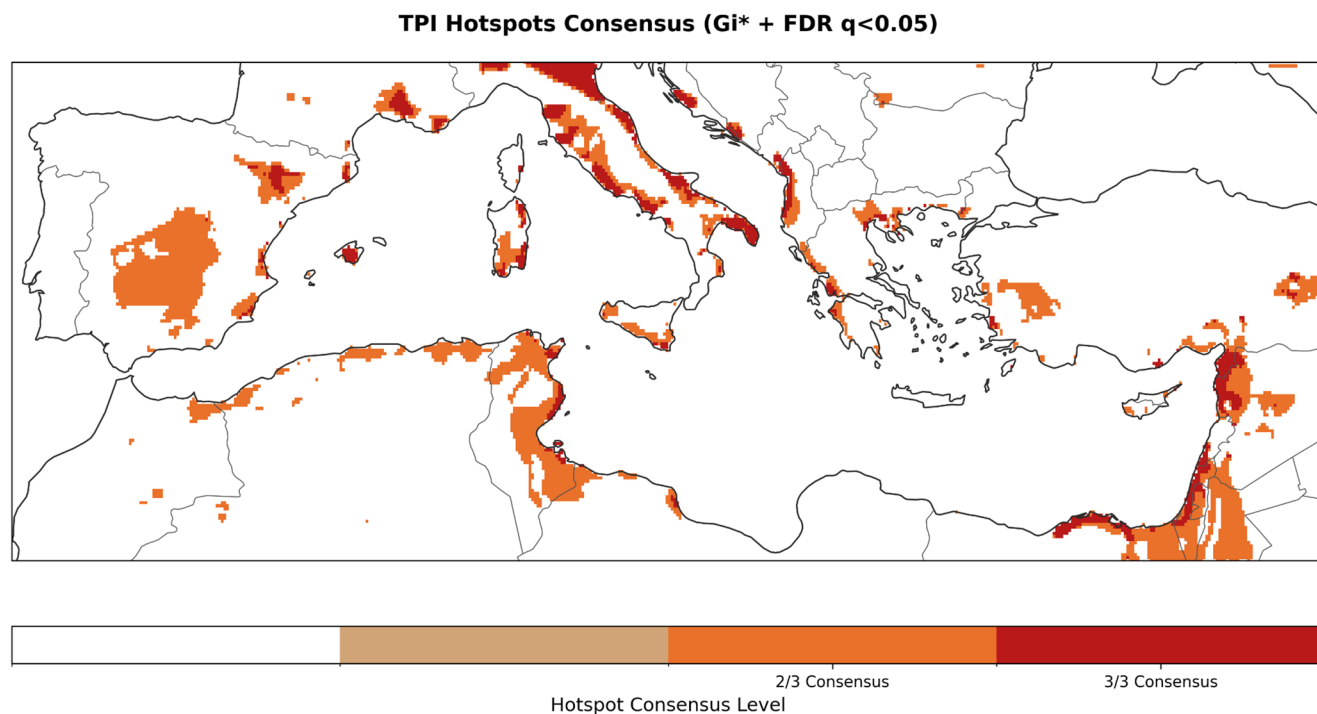 TPI Hotspots Consensus (Gi* + FDR q<0.05)
2/3 Consensus
3/3 Consensus
Hotspot Consensus Level